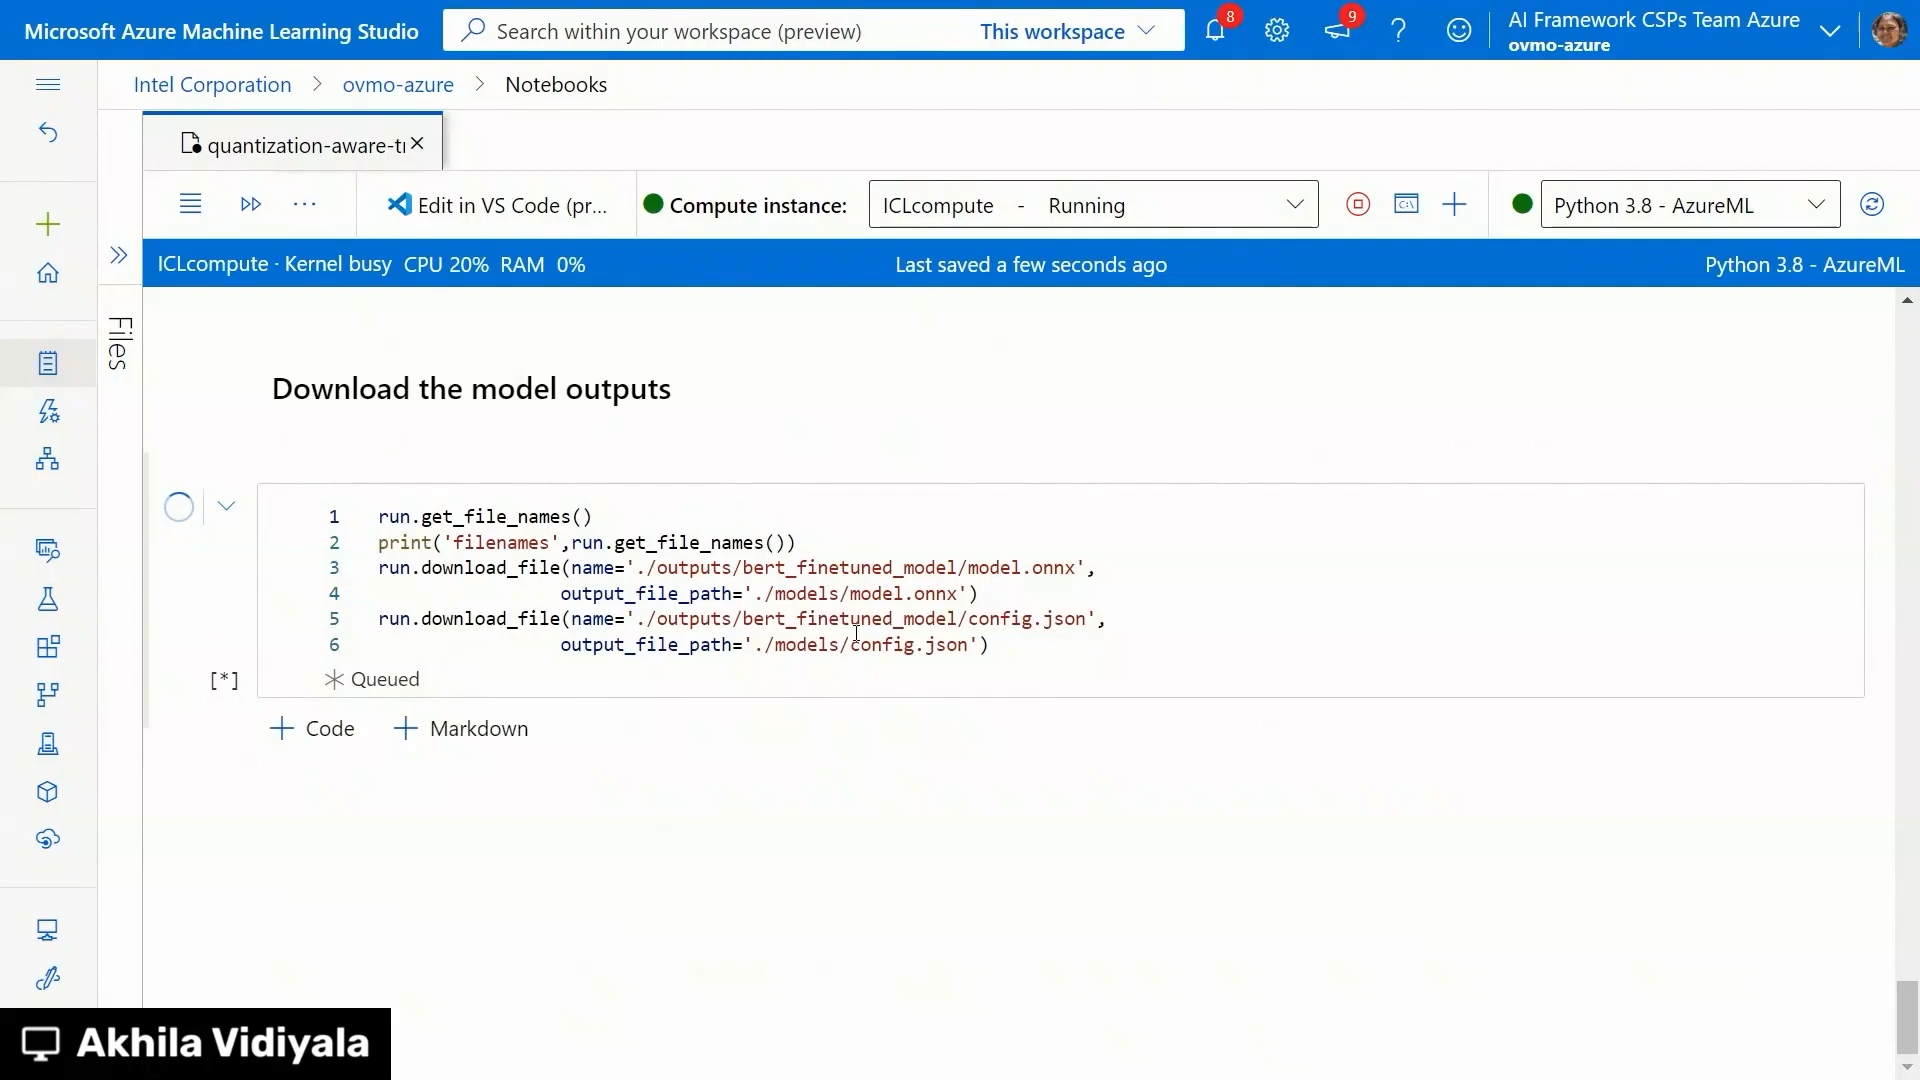 Microsoft Azure Machine Learning Studio
Search within your workspace (preview)
This workspace
8
9
AI Framework CSPs Team Azure
ovmo-azure
Intel Corporation > ovmo-azure > Notebooks
quantization-aware-tr
Edit in VS Code (pr...
Compute instance:
ICLcompute - Running
Python 3.8 - AzureML
ICLcompute · Kernel busy CPU 20% RAM 0%
Last saved a few seconds ago
Python 3.8 - AzureML
Files
Download the model outputs
1 run.get_file_names()
2 print('filenames',run.get_file_names())
3 run.download_file(name='./outputs/bert_finetuned_model/model.onnx',
4 output_file_path='./models/model.onnx')
5 run.download_file(name='./outputs/bert_finetuned_model/config.json',
6 output_file_path='./models/config.json')
[*]
Queued
+ Code + Markdown
Akhila Vidiyala